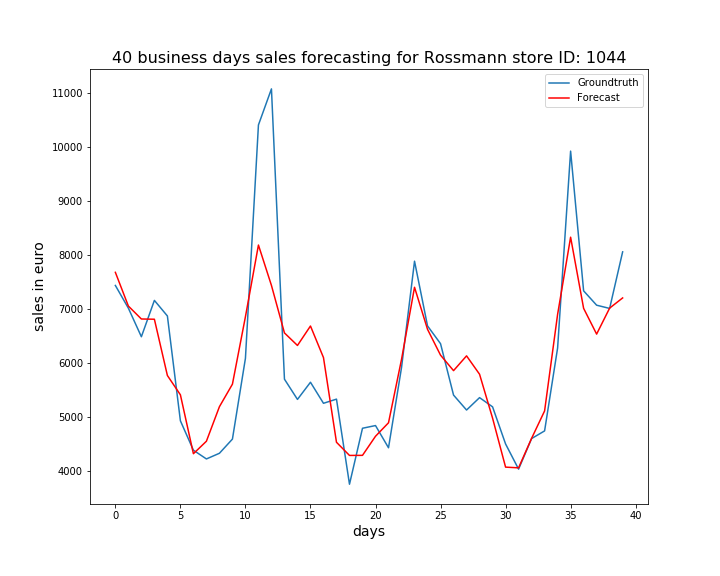 40 business days sales forecasting for Rossmann store ID: 1044
Groundtruth
Forecast
sales in euro
11000
10000
9000
8000
7000
6000
5000
4000
0 5 10 15 20 25 30 35 40
days